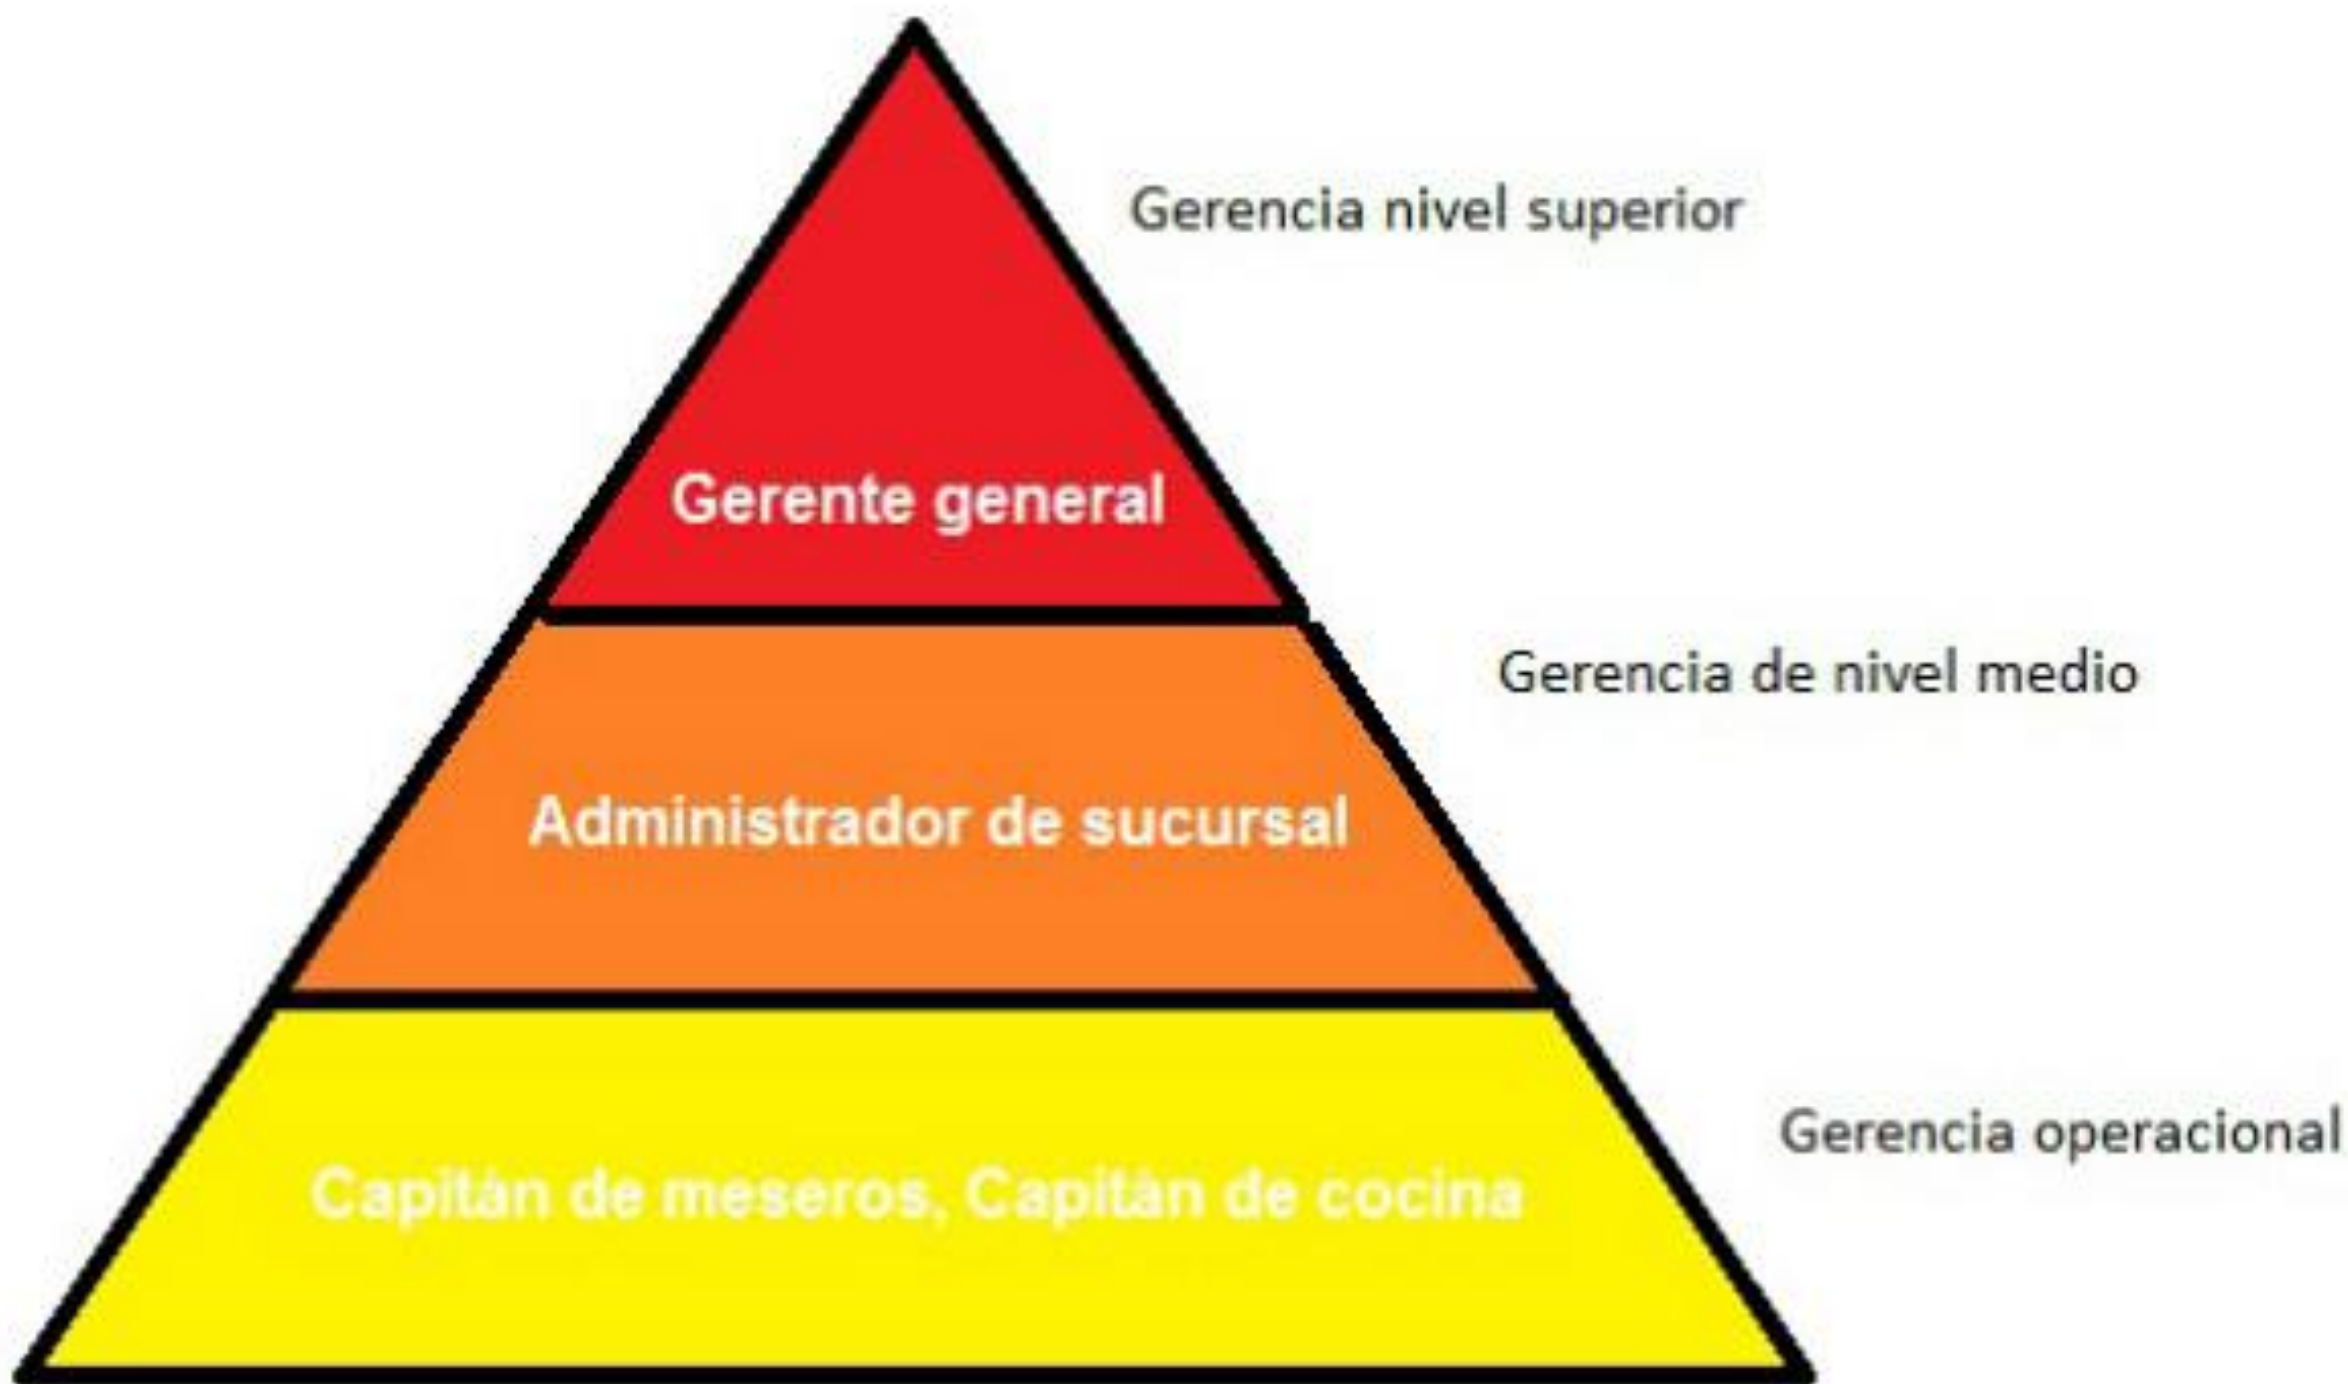 Gerencia nivel superior
Gerente general
Gerencia de nivel medio
Administrador de sucursal
Gerencia operacional
Capitán de meseros, Capitán de cocina